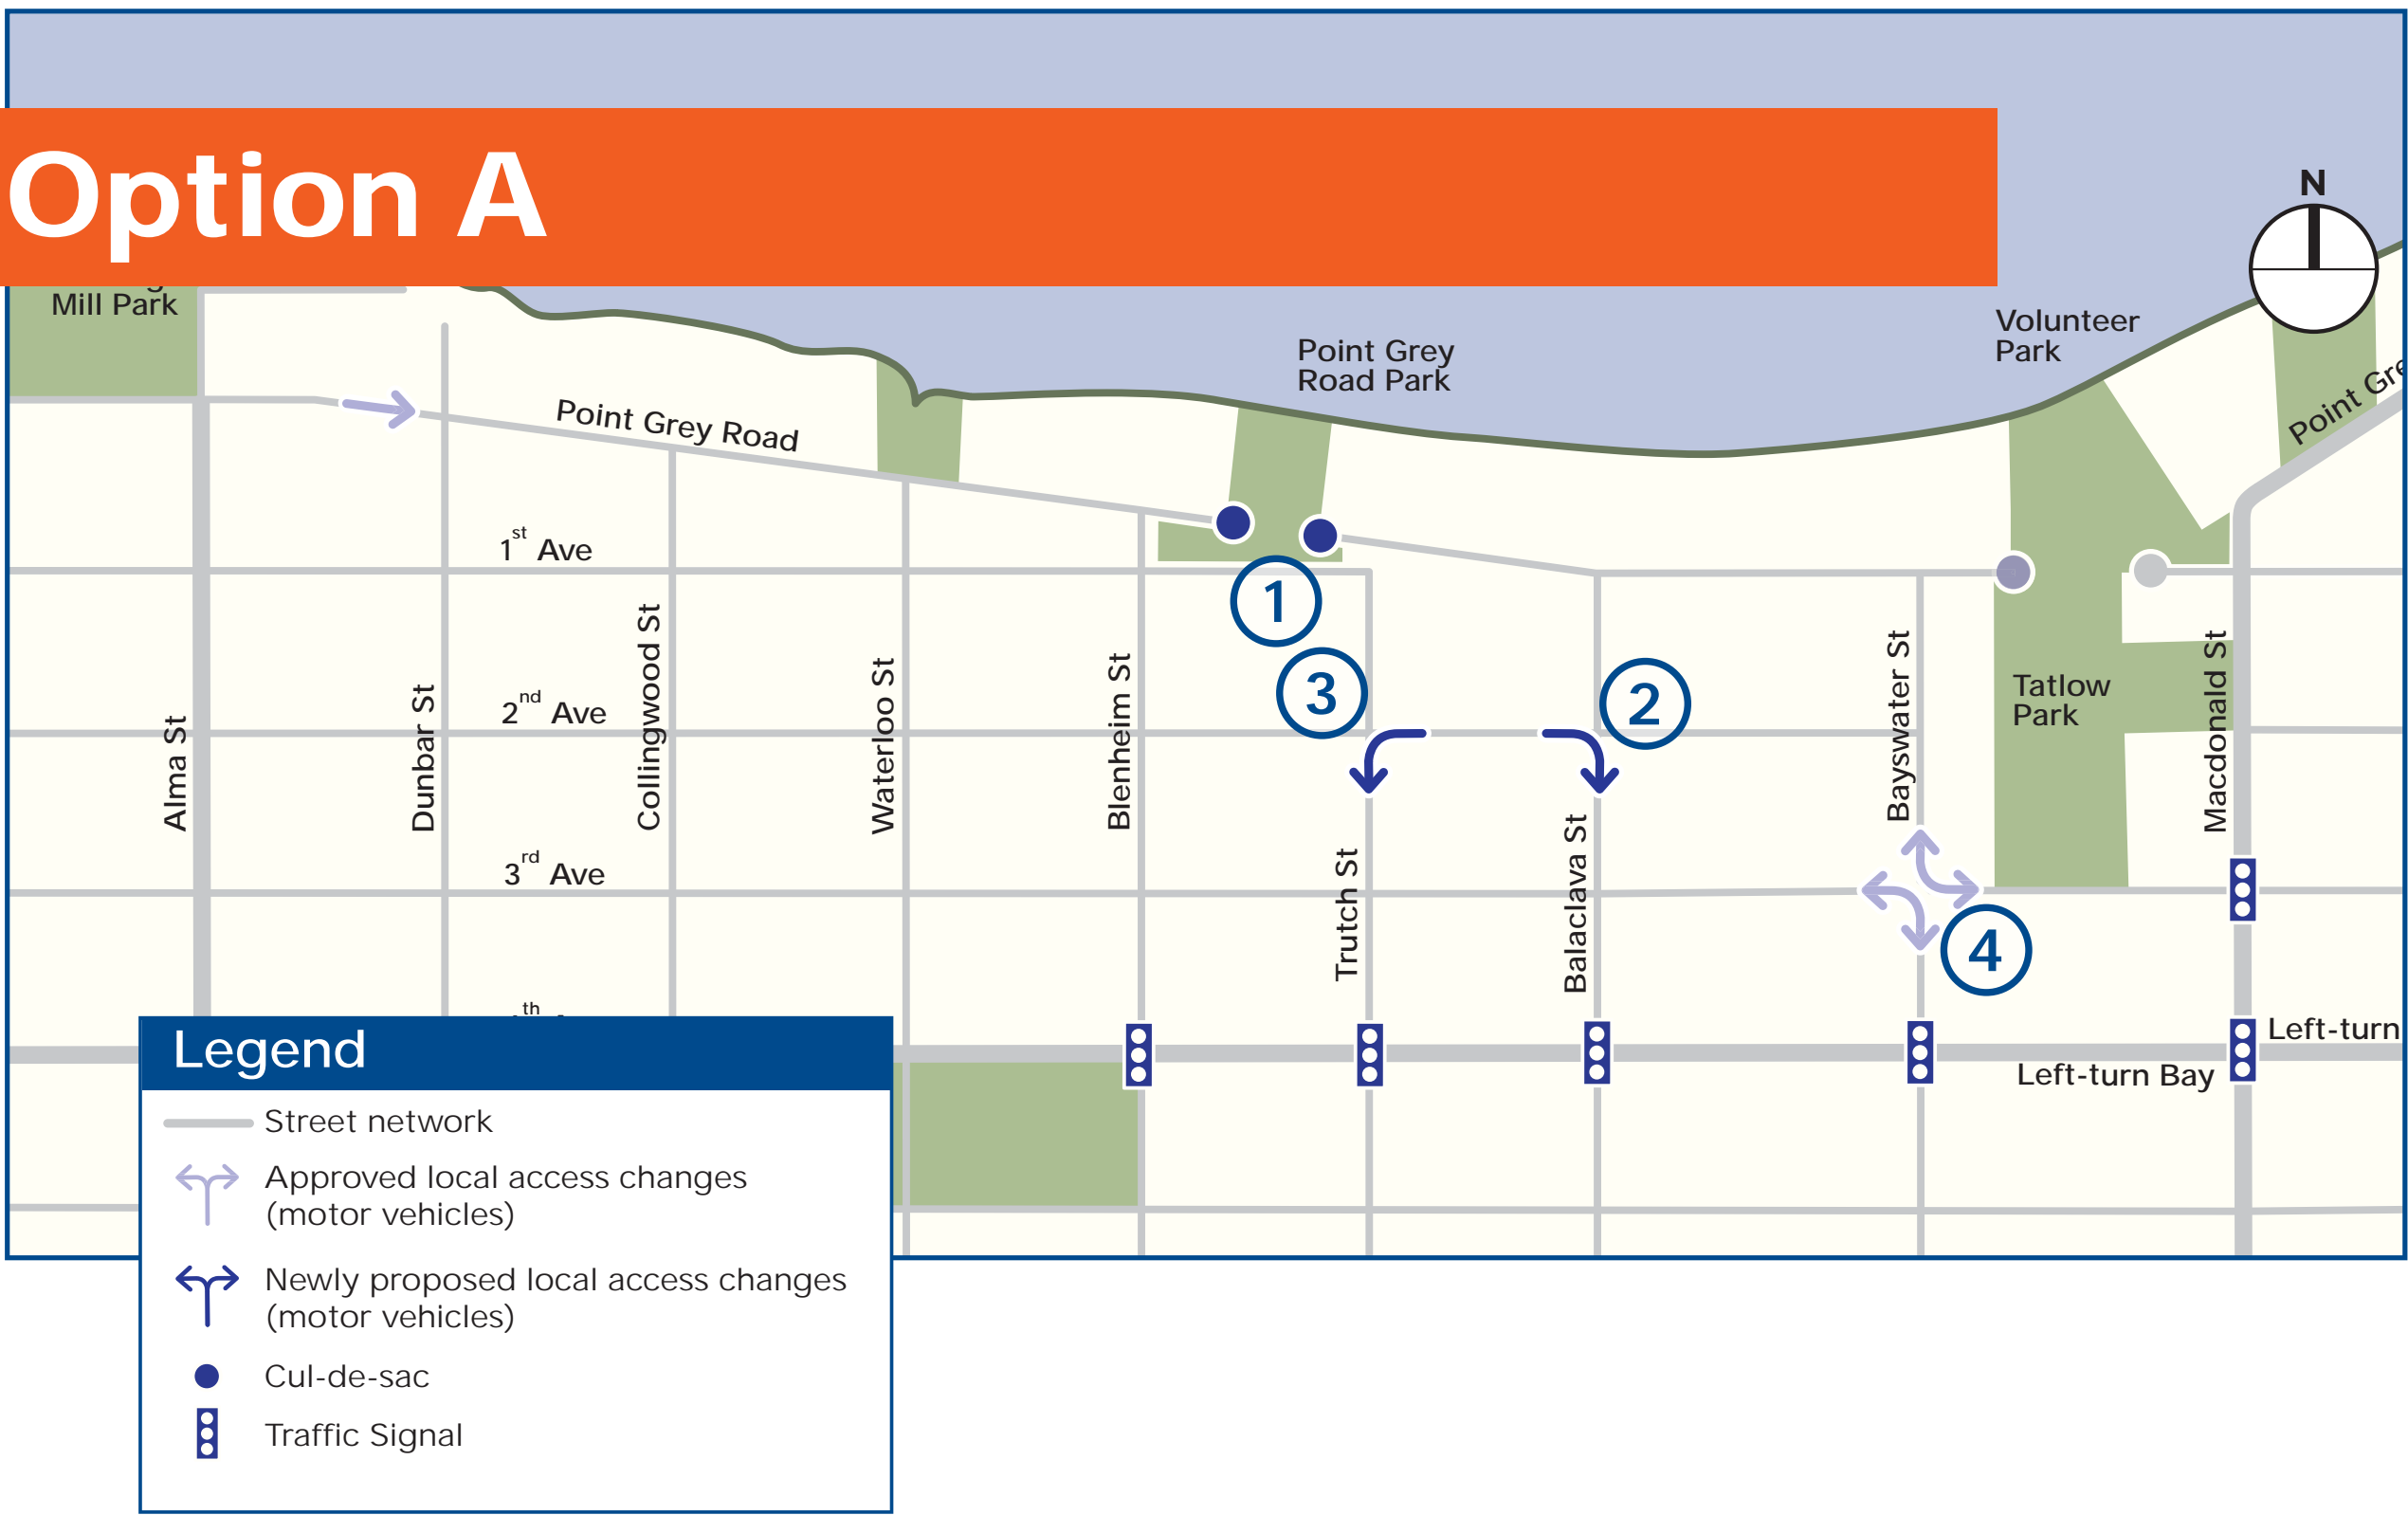 Option A
N
Mill Park
Volunteer
Park
Point Grey
Road Park
Point Grey Road
1st Ave
2nd Ave
3rd Ave
th
Alma St
Dunbar St
Collingwood St
Waterloo St
Blenheim St
Trutch St
Balaclava St
Bayswater St
Macdonald St
Tatlow
Park
1
3
2
4
Left-turn
Left-turn Bay
Point Gre
Legend
Street network
Approved local access changes
(motor vehicles)
Newly proposed local access changes
(motor vehicles)
Cul-de-sac
Traffic Signal